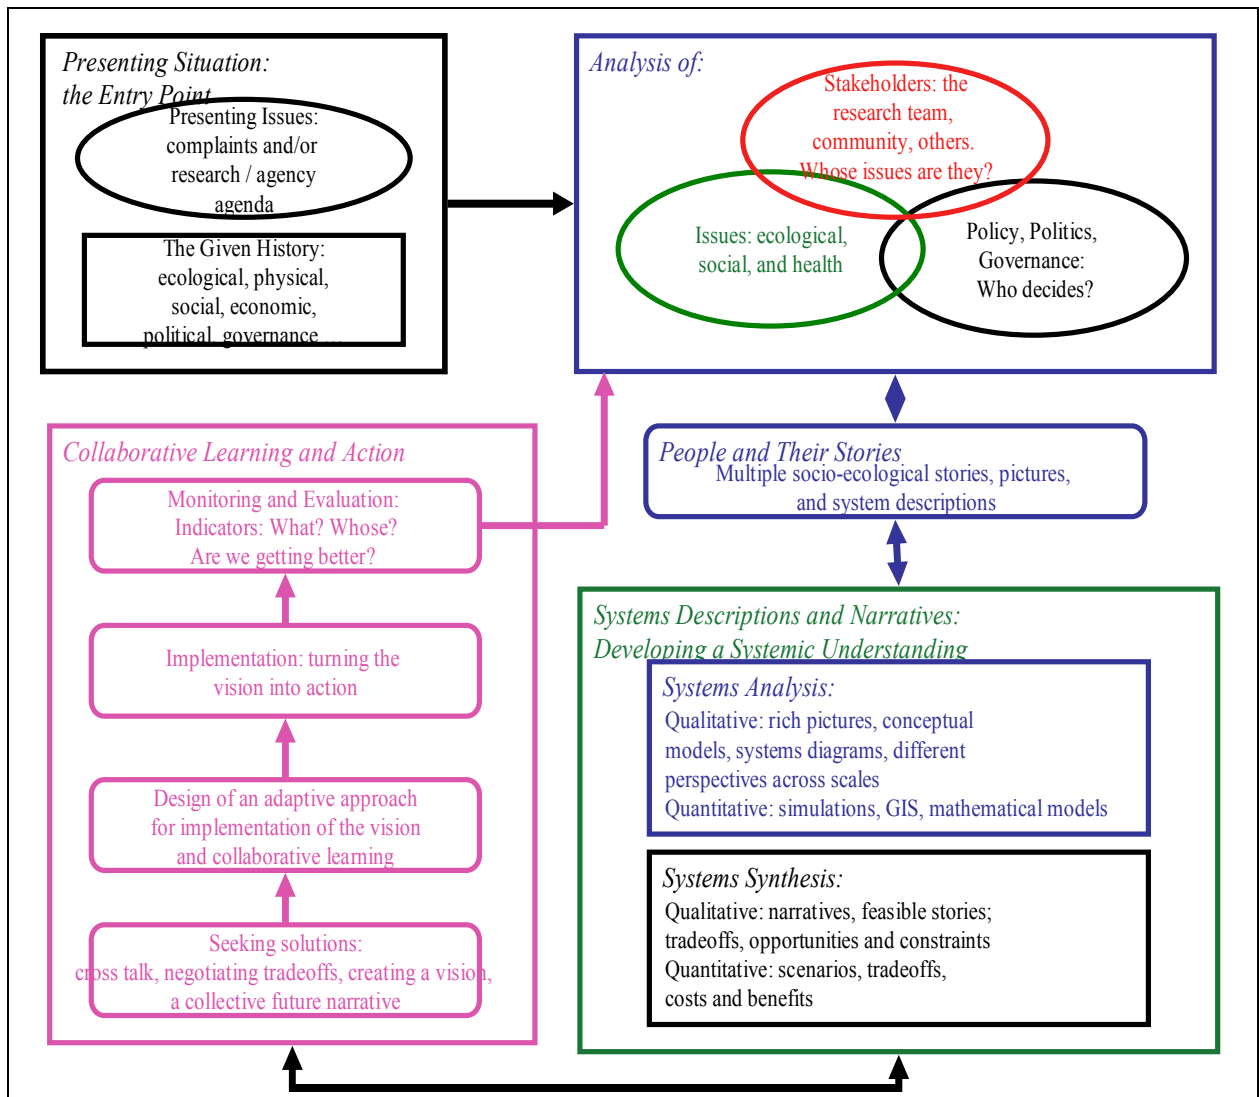 Presenting Situation:
the Entry Point
Presenting Issues:
complaints and/or
research / agency
agenda
The Given History:
ecological, physical,
social, economic,
political, governance…
Analysis of:
Stakeholders: the
research team,
community, others.
Whose issues are they?
Issues: ecological,
social, and health
Policy, Politics,
Governance:
Who decides?
People and Their Stories
Multiple socio-ecological stories, pictures,
and system descriptions
Collaborative Learning and Action
Monitoring and Evaluation:
Indicators: What? Whose?
Are we getting better?
Implementation: turning the
vision into action
Design of an adaptive approach
for implementation of the vision
and collaborative learning
Seeking solutions:
cross talk, negotiating tradeoffs, creating a vision,
a collective future narrative
Systems Descriptions and Narratives:
Developing a Systemic Understanding
Systems Analysis:
Qualitative: rich pictures, conceptual
models, systems diagrams, different
perspectives across scales
Quantitative: simulations, GIS, mathematical models
Systems Synthesis:
Qualitative: narratives, feasible stories;
tradeoffs, opportunities and constraints
Quantitative: scenarios, tradeoffs,
costs and benefits